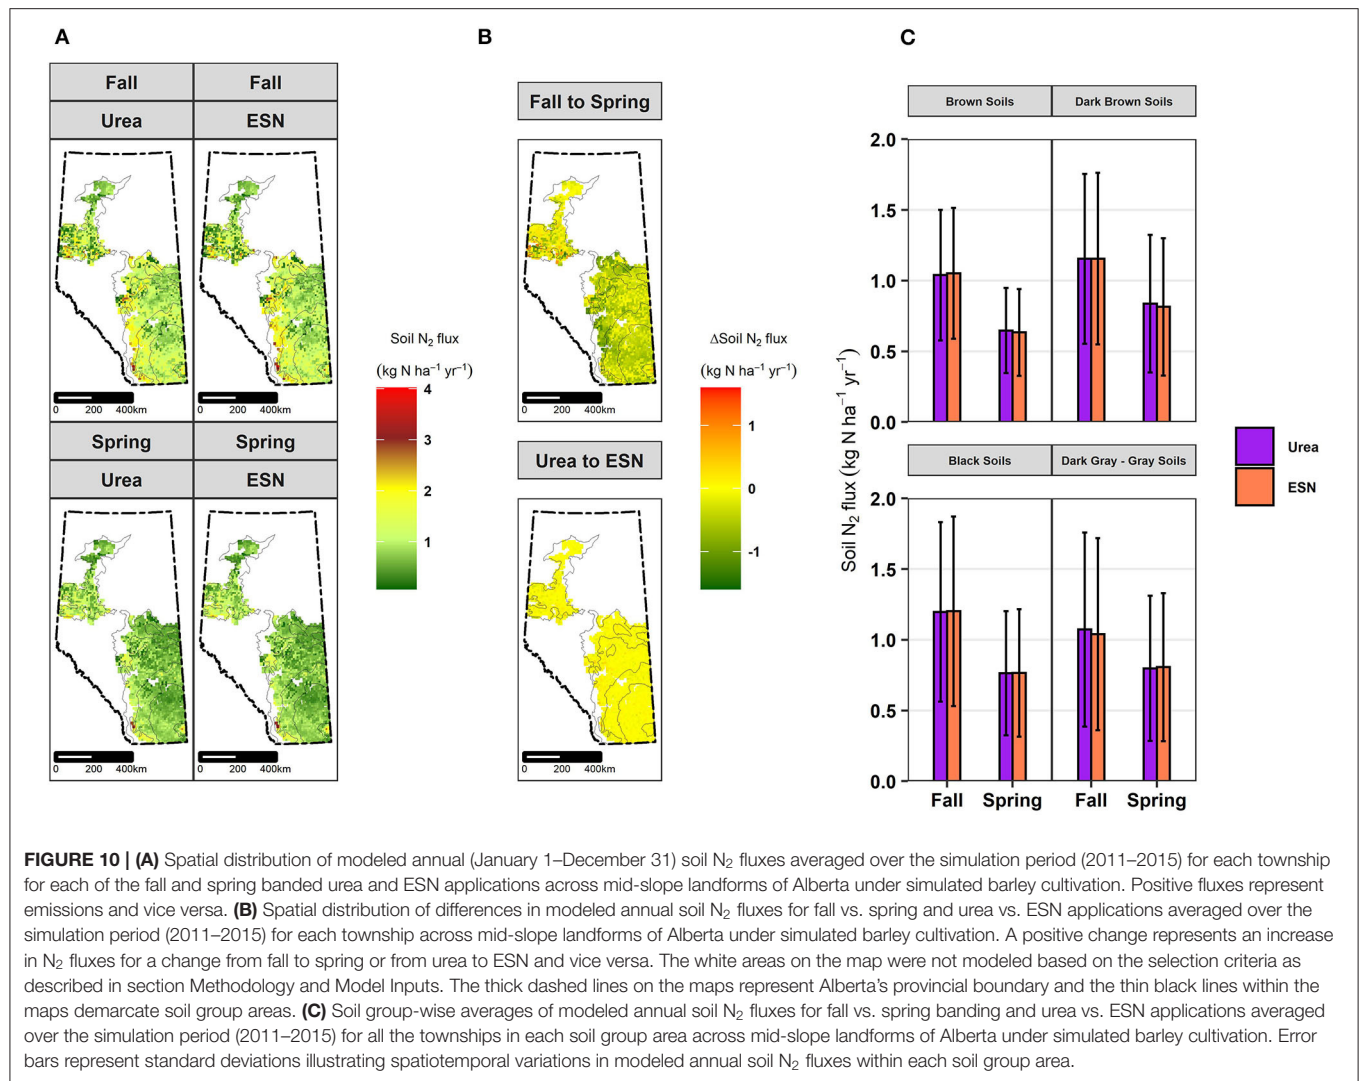 A
B
C
Fall
Fall
Urea
ESN
0 200 400km
0 200 400km
Spring
Spring
Urea
ESN
0 200 400km
0 200 400km
Soil N₂ flux
(kg N ha⁻¹ yr⁻¹)
4
3
2
1
Fall to Spring
0 200 400km
Urea to ESN
0 200 400km
ΔSoil N₂ flux
(kg N ha⁻¹ yr⁻¹)
1
0
-1
Brown Soils
Dark Brown Soils
2.0
1.5
1.0
0.5
0.0
Black Soils
Dark Gray - Gray Soils
2.0
1.5
1.0
0.5
0.0
Soil N₂ flux (kg N ha⁻¹ yr⁻¹)
Fall Spring Fall Spring
Urea
ESN
FIGURE 10 | (A) Spatial distribution of modeled annual (January 1–December 31) soil N₂ fluxes averaged over the simulation period (2011–2015) for each township
for each of the fall and spring banded urea and ESN applications across mid-slope landforms of Alberta under simulated barley cultivation. Positive fluxes represent
emissions and vice versa. (B) Spatial distribution of differences in modeled annual soil N₂ fluxes for fall vs. spring and urea vs. ESN applications averaged over the
simulation period (2011–2015) for each township across mid-slope landforms of Alberta under simulated barley cultivation. A positive change represents an increase
in N₂ fluxes for a change from fall to spring or from urea to ESN and vice versa. The white areas on the map were not modeled based on the selection criteria as
described in section Methodology and Model Inputs. The thick dashed lines on the maps represent Alberta's provincial boundary and the thin black lines within the
maps demarcate soil group areas. (C) Soil group-wise averages of modeled annual soil N₂ fluxes for fall vs. spring banding and urea vs. ESN applications averaged
over the simulation period (2011–2015) for all the townships in each soil group area across mid-slope landforms of Alberta under simulated barley cultivation. Error
bars represent standard deviations illustrating spatiotemporal variations in modeled annual soil N₂ fluxes within each soil group area.